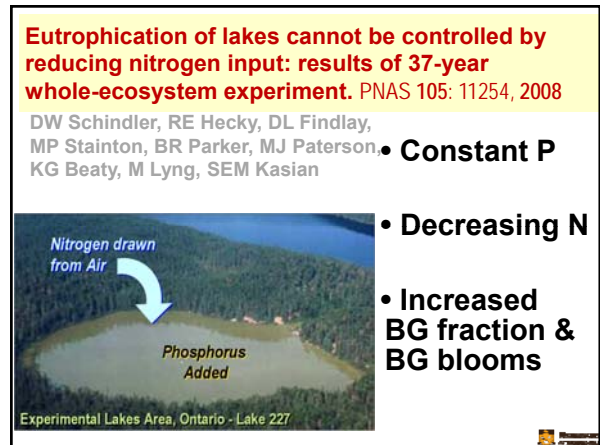 Eutrophication of lakes cannot be controlled by
reducing nitrogen input: results of 37-year
whole-ecosystem experiment. PNAS 105: 11254, 2008
DW Schindler, RE Hecky, DL Findlay,
MP Stainton, BR Parker, MJ Paterson,
KG Beaty, M Lyng, SEM Kasian
• Constant P
• Decreasing N
• Increased
BG fraction &
BG blooms
Nitrogen drawn
from Air
Phosphorus
Added
Experimental Lakes Area, Ontario - Lake 227